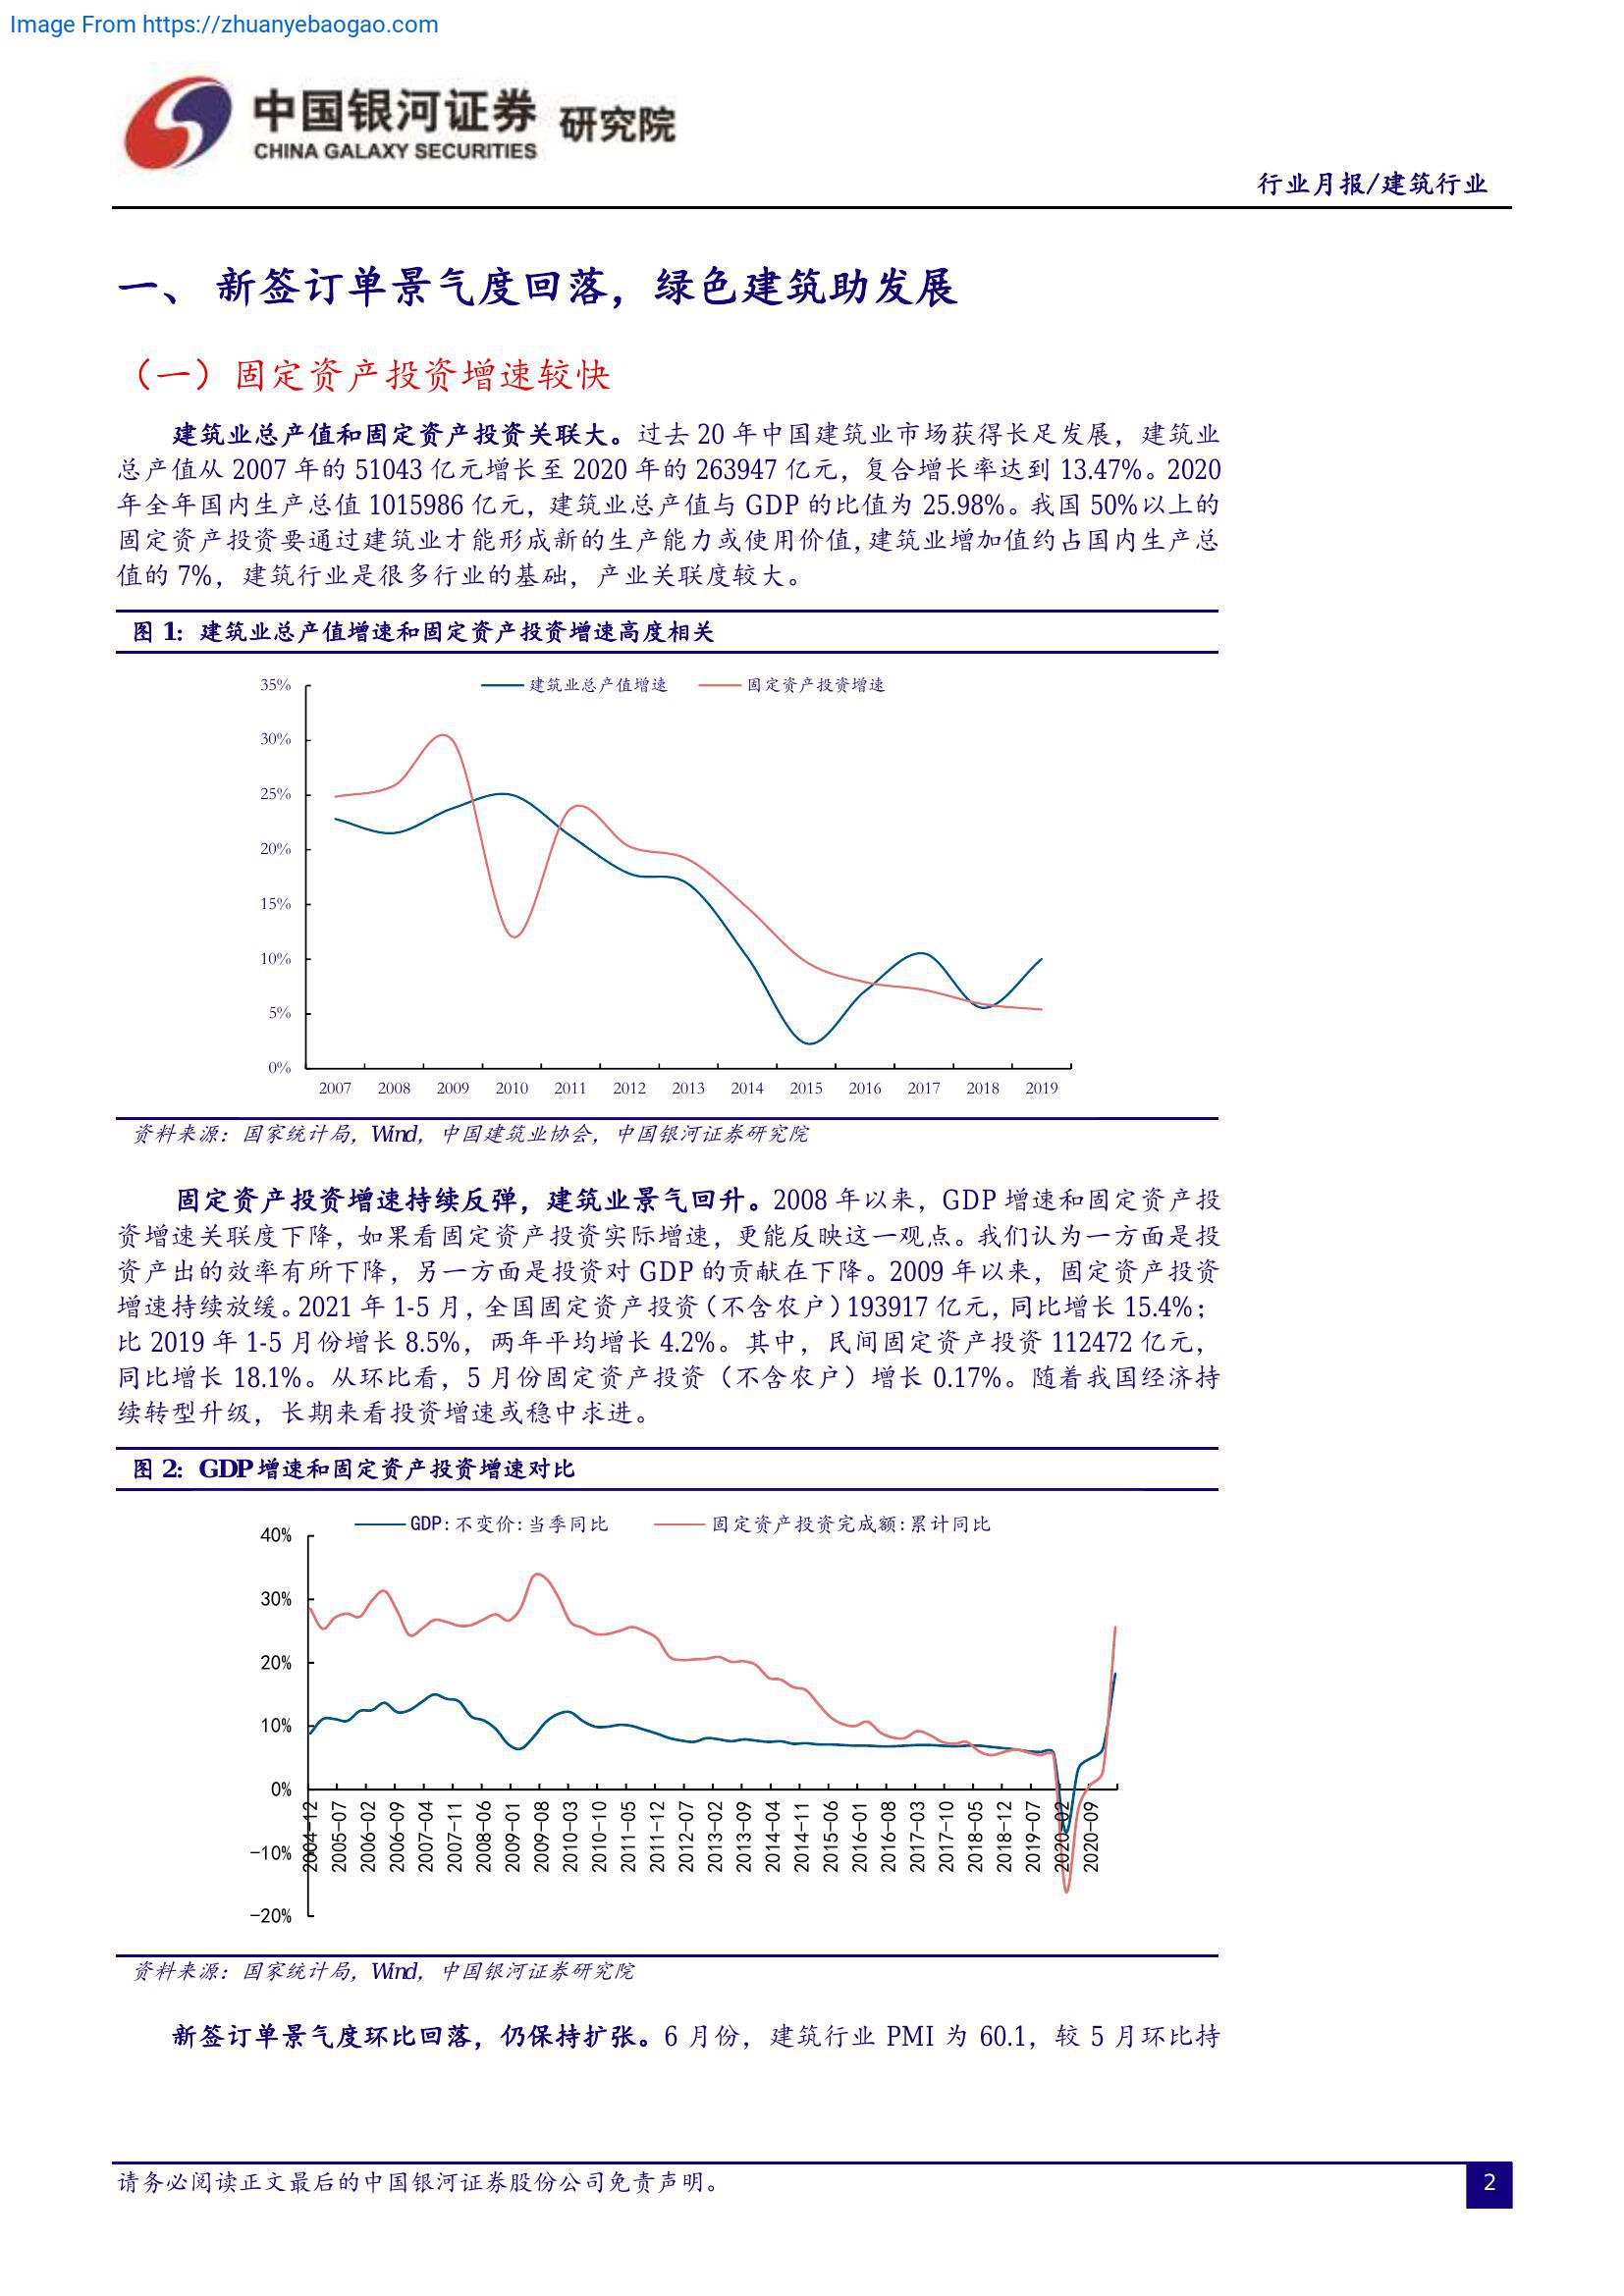 Image From https://zhuanyebaogao.com
中国银河证券 研究院
CHINA GALAXY SECURITIES
行业月报/建筑行业
一、 新签订单景气度回落，绿色建筑助发展
（一）固定资产投资增速较快
建筑业总产值和固定资产投资关联大。过去 20 年中国建筑业市场获得长足发展，建筑业
总产值从 2007 年的 51043 亿元增长至 2020 年的 263947 亿元，复合增长率达到 13.47%。2020
年全年国内生产总值 1015986 亿元，建筑业总产值与 GDP 的比值为 25.98%。我国 50%以上的
固定资产投资要通过建筑业才能形成新的生产能力或使用价值，建筑业增加值约占国内生产总
值的 7%，建筑行业是很多行业的基础，产业关联度较大。
图 1：建筑业总产值增速和固定资产投资增速高度相关
建筑业总产值增速 固定资产投资增速
35%
30%
25%
20%
15%
10%
5%
0%
2007 2008 2009 2010 2011 2012 2013 2014 2015 2016 2017 2018 2019
资料来源：国家统计局，Wind，中国建筑业协会，中国银河证券研究院
固定资产投资增速持续反弹，建筑业景气回升。2008 年以来，GDP 增速和固定资产投
资增速关联度下降，如果看固定资产投资实际增速，更能反映这一观点。我们认为一方面是投
资产出的效率有所下降，另一方面是投资对 GDP 的贡献在下降。2009 年以来，固定资产投资
增速持续放缓。2021 年 1-5 月，全国固定资产投资（不含农户）193917 亿元，同比增长 15.4%；
比 2019 年 1-5 月份增长 8.5%，两年平均增长 4.2%。其中，民间固定资产投资 112472 亿元，
同比增长 18.1%。从环比看，5 月份固定资产投资（不含农户）增长 0.17%。随着我国经济持
续转型升级，长期来看投资增速或稳中求进。
图 2：GDP 增速和固定资产投资增速对比
GDP:不变价:当季同比 固定资产投资完成额:累计同比
40%
30%
20%
10%
0%
-10%
-20%
2004-12 2005-07 2006-02 2006-09 2007-04 2007-11 2008-06 2009-01 2009-08 2010-03 2010-10 2011-05 2011-12 2012-07 2013-02 2013-09 2014-04 2014-11 2015-06 2016-01 2016-08 2017-03 2017-10 2018-05 2018-12 2019-07 2020-02 2020-09
资料来源：国家统计局，Wind，中国银河证券研究院
新签订单景气度环比回落，仍保持扩张。6 月份，建筑行业 PMI 为 60.1，较 5 月环比持
请务必阅读正文最后的中国银河证券股份公司免责声明。
2